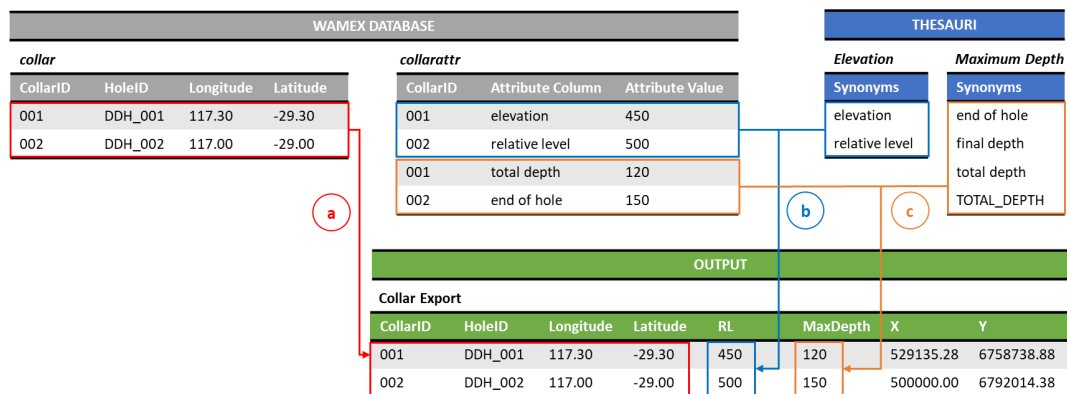 WAMEX DATABASE
THESAURI
collar
collarattr
Elevation
Maximum Depth
CollarID HoleID Longitude Latitude
CollarID Attribute Column Attribute Value
Synonyms
Synonyms
001 DDH_001 117.30 -29.30
001 elevation 450
elevation
end of hole
002 DDH_002 117.00 -29.00
002 relative level 500
relative level
final depth
001 total depth 120
total depth
002 end of hole 150
TOTAL_DEPTH
a
b
c
OUTPUT
Collar Export
CollarID HoleID Longitude Latitude RL MaxDepth X Y
001 DDH_001 117.30 -29.30 450 120 529135.28 6758738.88
002 DDH_002 117.00 -29.00 500 150 500000.00 6792014.38